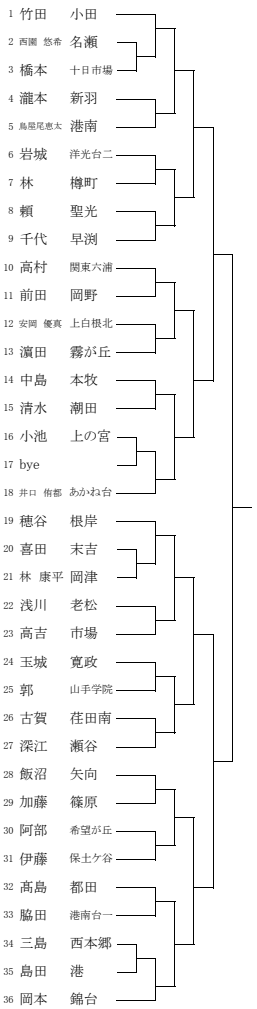 1 竹田 小田
2 西園 悠希 名瀬
3 橋本 十日市場
4 瀧本 新羽
5 鳥屋尾恵太 港南
6 岩城 洋光台二
7 林 樽町
8 頼 聖光
9 千代 早渕
10 高村 関東六浦
11 前田 岡野
12 安岡 優真 上白根北
13 濵田 霧が丘
14 中島 本牧
15 清水 潮田
16 小池 上の宮
17 bye
18 井口 侑都 あかね台
19 穂谷 根岸
20 喜田 末吉
21 林 康平 岡津
22 浅川 老松
23 高吉 市場
24 玉城 寛政
25 郭 山手学院
26 古賀 荏田南
27 深江 瀬谷
28 飯沼 矢向
29 加藤 篠原
30 阿部 希望が丘
31 伊藤 保土ケ谷
32 髙島 都田
33 脇田 港南台一
34 三島 西本郷
35 島田 港
36 岡本 錦台